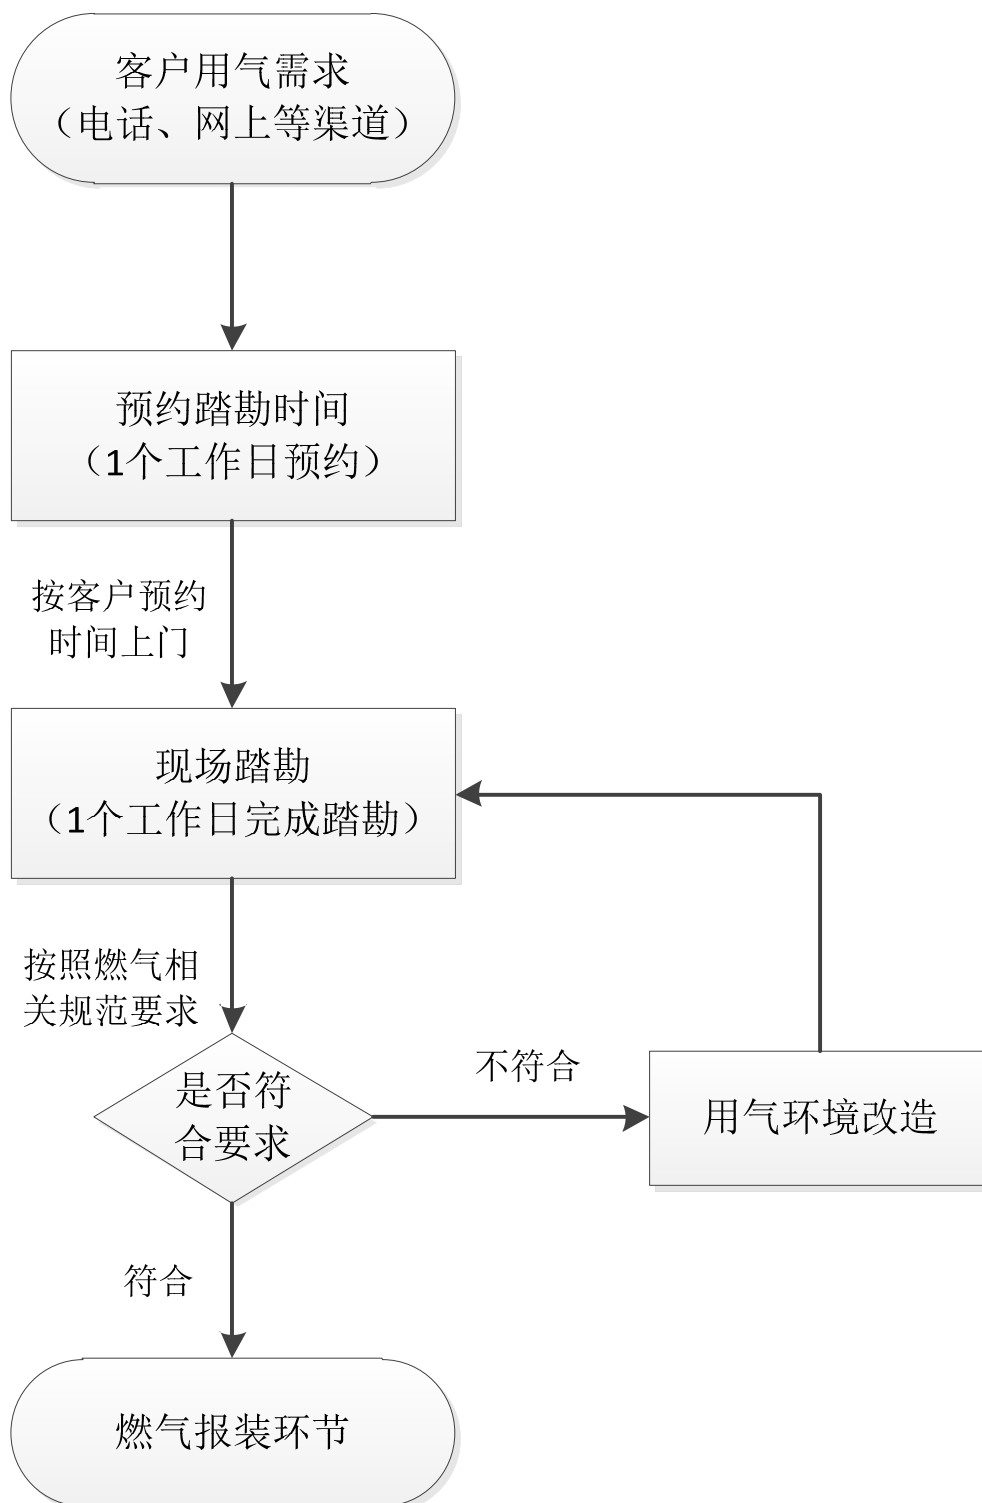 客户用气需求
（电话、网上等渠道）
预约踏勘时间
（1个工作日预约）
按客户预约
时间上门
现场踏勘
（1个工作日完成踏勘）
按照燃气相
关规范要求
是否符
合要求
不符合
用气环境改造
符合
燃气报装环节